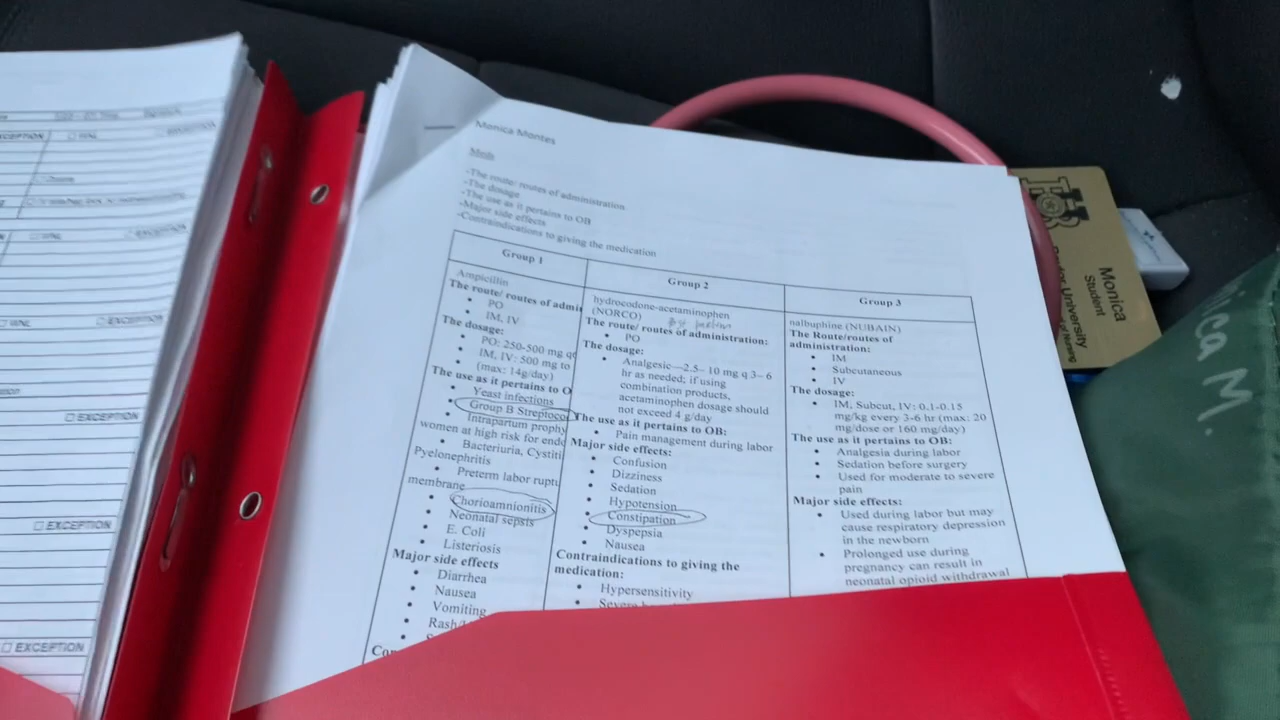 EXCEPTION
WNL
EXCEPTION
WNL
EXCEPTION
WNL
EXCEPTION
EXCEPTION
EXCEPTION
EXCEPTION
Monica Montes
Meds
-The route/ routes of administration
-The dosage
-The use as it pertains to OB
-Major side effects
-Contraindications to giving the medication
Group 1
Ampicillin
The route/ routes of admi
• PO
• IM, IV
The dosage:
• PO: 250-500 mg q
• IM, IV: 500 mg to
(max: 14g/day)
The use as it pertains to O
• Yeast infections
• Group B Streptoco
• Intrapartum prophy
women at high risk for endo
• Bacteriuria, Cystiti
Pyelonephritis
• Preterm labor ruptu
membrane
• Chorioamnionitis
• Neonatal sepsis
• E. Coli
• Listeriosis
Major side effects
• Diarrhea
• Nausea
• Vomiting
• Rash/
Con
Group 2
hydrocodone-acetaminophen
(NORCO)
The route/ routes of administration:
• PO
The dosage:
• Analgesic—2.5– 10 mg q 3– 6
hr as needed; if using
combination products,
acetaminophen dosage should
not exceed 4 g/day
The use as it pertains to OB:
• Pain management during labor
Major side effects:
• Confusion
• Dizziness
• Sedation
• Hypotension
• Constipation
• Dyspepsia
• Nausea
Contraindications to giving the
medication:
• Hypersensitivity
• Severe
Group 3
nalbuphine (NUBAIN)
The Route/routes of
administration:
• IM
• Subcutaneous
• IV
The dosage:
• IM, Subcut, IV: 0.1-0.15
mg/kg every 3-6 hr (max: 20
mg/dose or 160 mg/day)
The use as it pertains to OB:
• Analgesia during labor
• Sedation before surgery
• Used for moderate to severe
pain
Major side effects:
• Used during labor but may
cause respiratory depression
in the newborn
• Prolonged use during
pregnancy can result in
neonatal opioid withdrawal
Monica
Student
University
of Nursing
ica M.